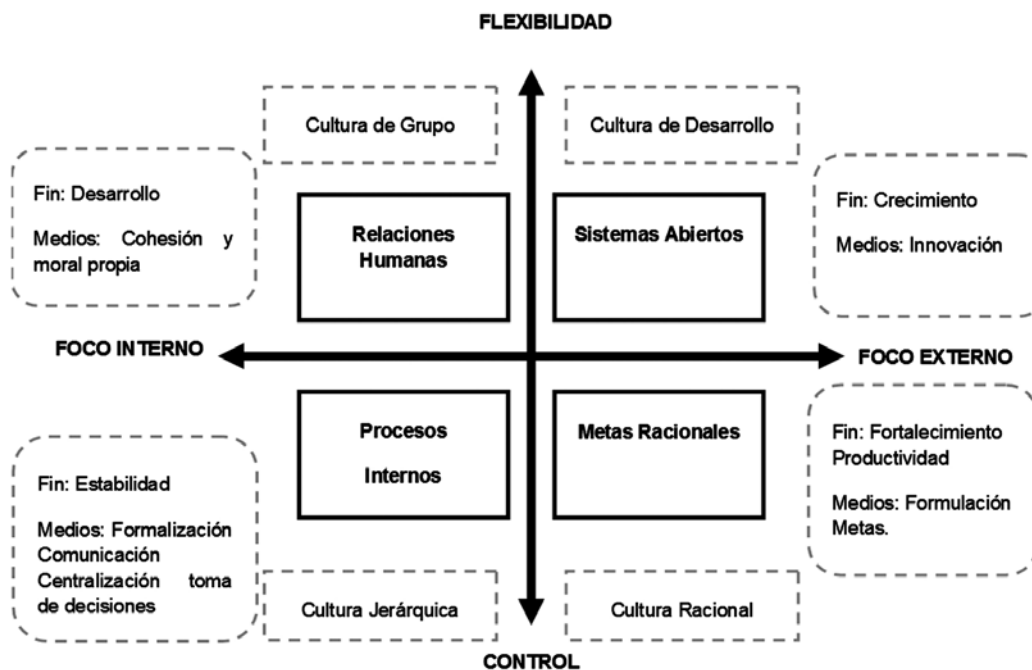 FLEXIBILIDAD
Cultura de Grupo
Cultura de Desarrollo
Fin: Desarrollo
Medios: Cohesión y
moral propia
Relaciones
Humanas
Sistemas Abiertos
Fin: Crecimiento
Medios: Innovación
FOCO INTERNO
FOCO EXTERNO
Procesos
Internos
Metas Racionales
Fin: Fortalecimiento
Productividad
Medios: Formulación
Metas.
Fin: Estabilidad
Medios: Formalización
Comunicación
Centralización toma
de decisiones
Cultura Jerárquica
Cultura Racional
CONTROL